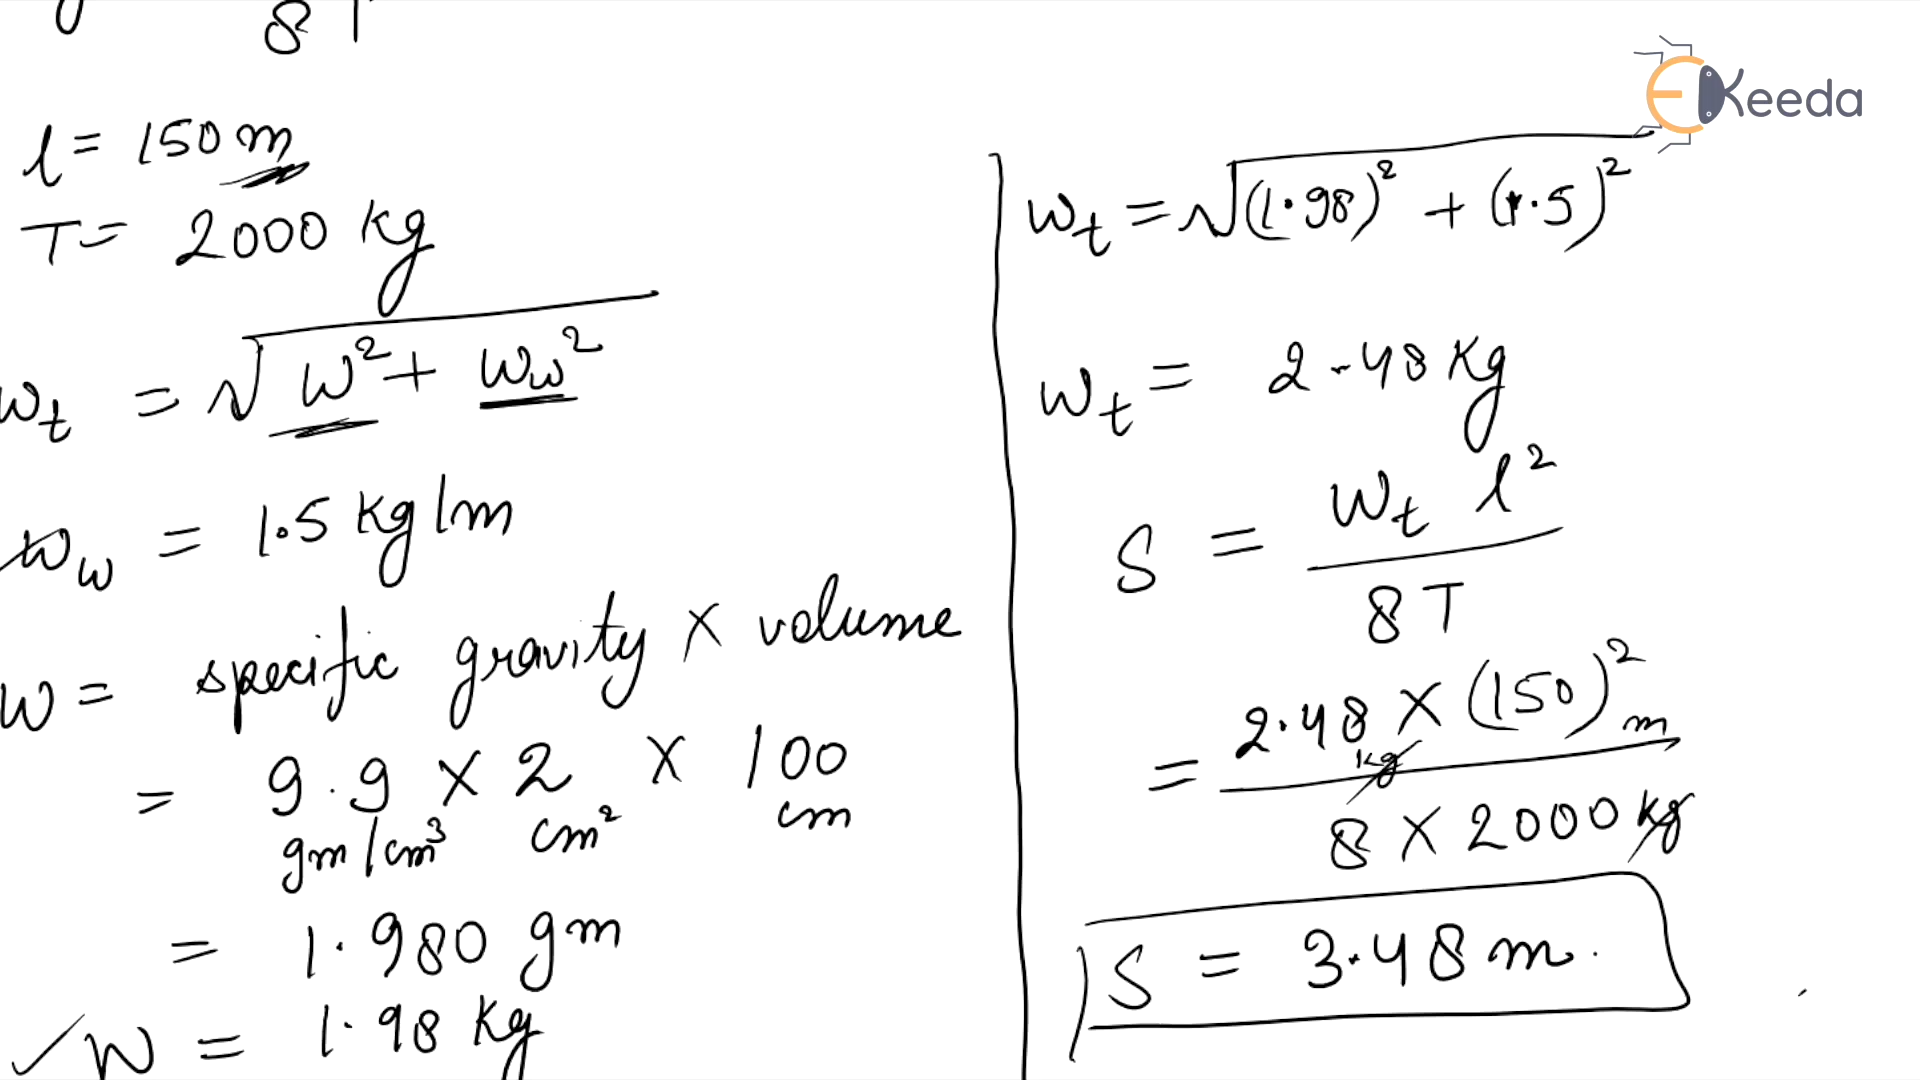 8 T
l = 150 m
T = 2000 kg
Wt = √ W² + Ww²
Ww = 1.5 kg/m
W = specific gravity × volume
= 9.9 × 2 × 100
gm/cm³ cm² cm
= 1.980 gm
✓ W = 1.98 kg
Keeda
Wt = √(1.98)² + (1.5)²
Wt = 2.48 Kg
S = Wt l² / 8T
= 2.48 kg × (150)² m / 8 × 2000 kg
S = 3.48 m.